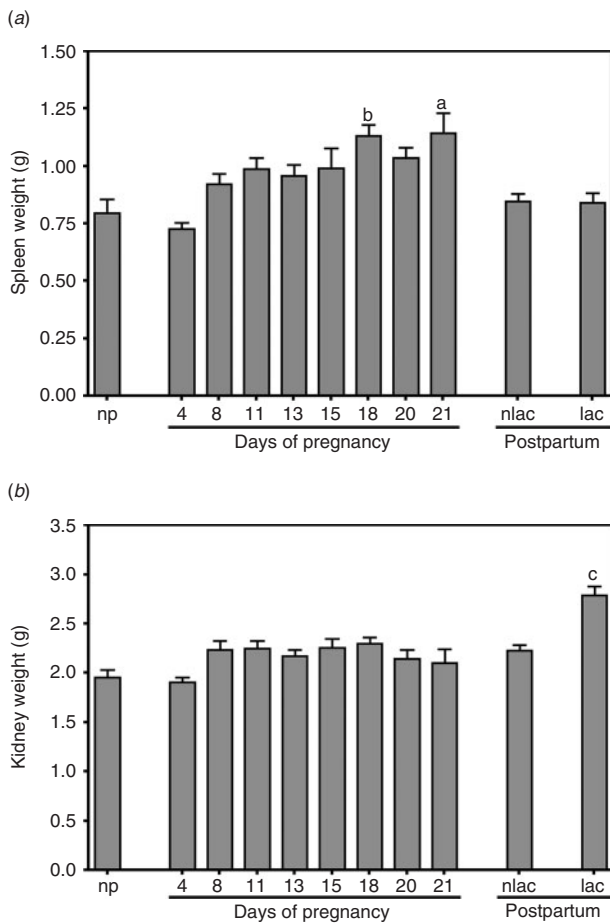 (a)
1.50
1.25
1.00
0.75
0.50
0.25
0.00
Spleen weight (g)
b
a
np
4 8 11 13 15 18 20 21
nlac lac
Days of pregnancy
Postpartum
(b)
3.5
3.0
2.5
2.0
1.5
1.0
0.5
0.0
Kidney weight (g)
c
np
4 8 11 13 15 18 20 21
nlac lac
Days of pregnancy
Postpartum